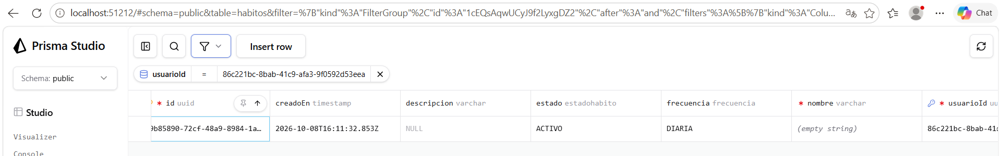 localhost:51212/#schema=public&table=habitos&filter=%7B"kind"%3A"FilterGroup"%2C"id"%3A"1cEQsAqwUCyJ9f2LyxgDZ2"%2C"after"%3A"and"%2C"filters"%3A%5B%7B"kind"%3A"Colu... aあ Chat
Prisma Studio
Insert row
Schema: public
usuarioId = 86c221bc-8bab-41c9-afa3-9f0592d53eea
* id uuid creadoEn timestamp descripcion varchar estado estadohabito frecuencia frecuencia * nombre varchar * usuarioId uu
9b85890-72cf-48a9-8984-1a… 2026-10-08T16:11:32.853Z NULL ACTIVO DIARIA (empty string) 86c221bc-8bab-41
Studio
Visualizer
Console